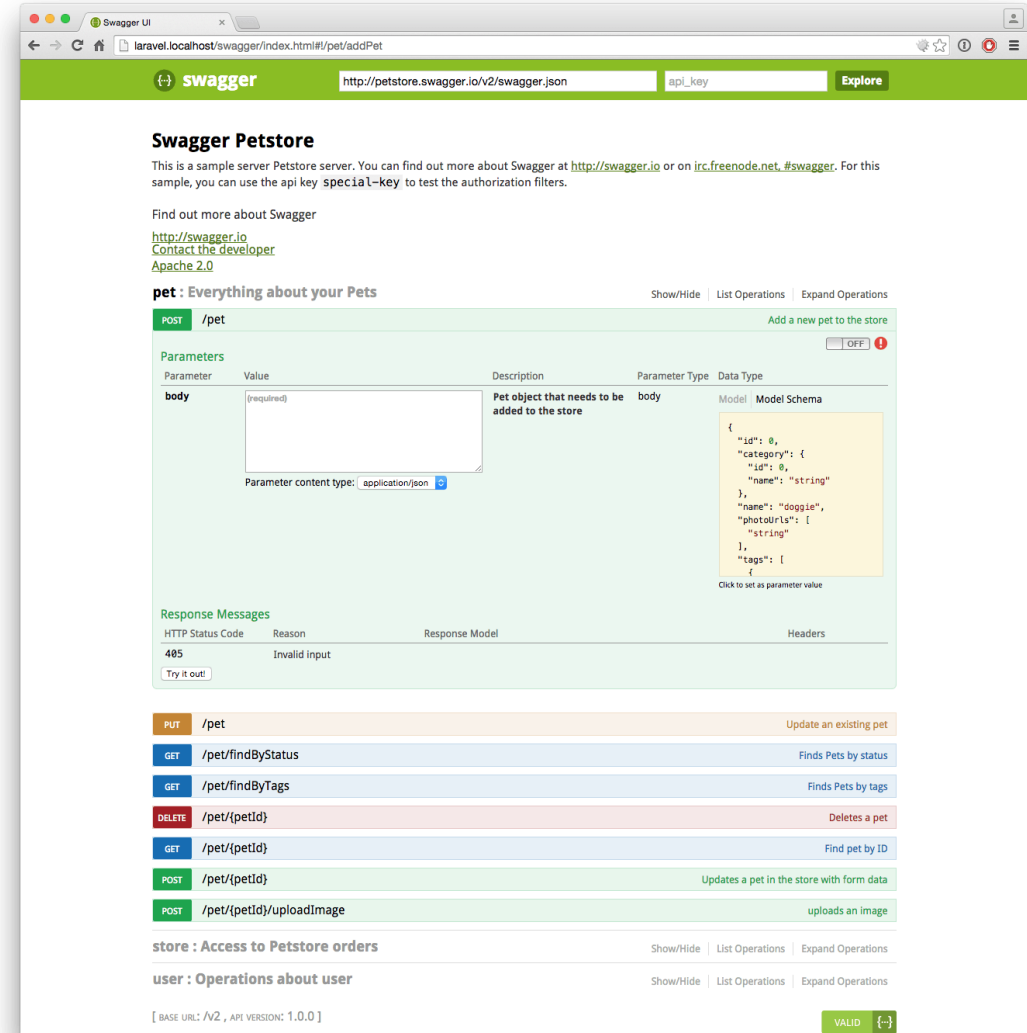 Swagger UI
laravel.localhost/swagger/index.html#!/pet/addPet
{··} swagger http://petstore.swagger.io/v2/swagger.json api_key Explore
Swagger Petstore
This is a sample server Petstore server. You can find out more about Swagger at http://swagger.io or on irc.freenode.net, #swagger. For this
sample, you can use the api key special-key to test the authorization filters.
Find out more about Swagger
http://swagger.io
Contact the developer
Apache 2.0
pet : Everything about your Pets Show/Hide List Operations Expand Operations
POST /pet Add a new pet to the store
OFF !
Parameters
Parameter Value Description Parameter Type Data Type
body (required) Pet object that needs to be body Model Model Schema
added to the store
{
"id": 0,
"category": {
"id": 0,
"name": "string"
},
"name": "doggie",
"photoUrls": [
"string"
],
"tags": [
{
Parameter content type: application/json
Click to set as parameter value
Response Messages
HTTP Status Code Reason Response Model Headers
405 Invalid input
Try it out!
PUT /pet Update an existing pet
GET /pet/findByStatus Finds Pets by status
GET /pet/findByTags Finds Pets by tags
DELETE /pet/{petId} Deletes a pet
GET /pet/{petId} Find pet by ID
POST /pet/{petId} Updates a pet in the store with form data
POST /pet/{petId}/uploadImage uploads an image
store : Access to Petstore orders Show/Hide List Operations Expand Operations
user : Operations about user Show/Hide List Operations Expand Operations
[ BASE URL: /v2 , API VERSION: 1.0.0 ]
VALID {··}